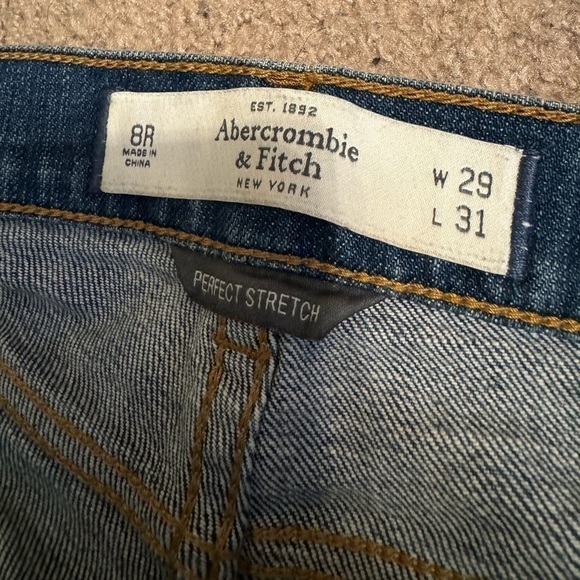 EST. 1892
Abercrombie
& Fitch
NEW YORK
8R
MADE IN
CHINA
W 29
L 31
PERFECT STRETCH